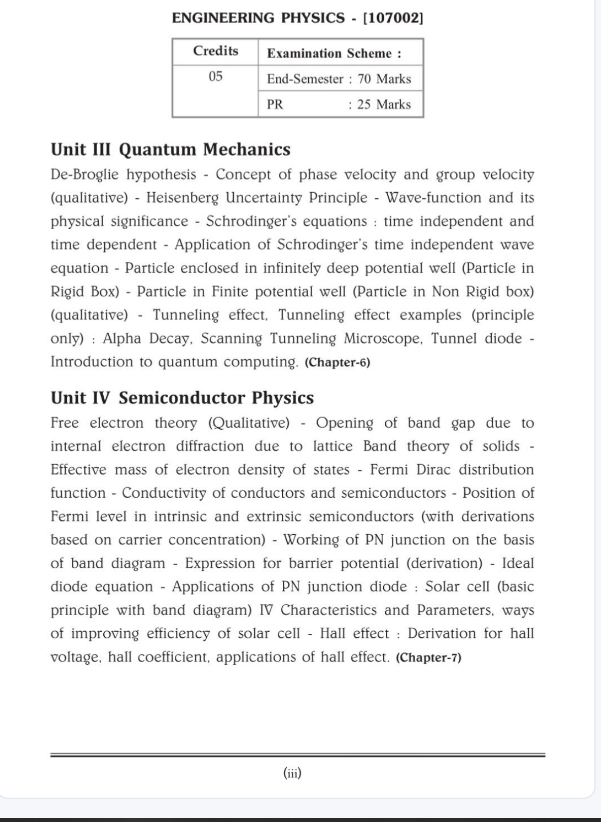 ENGINEERING PHYSICS - [107002]
Credits Examination Scheme :
05 End-Semester : 70 Marks
PR : 25 Marks
Unit III Quantum Mechanics
De-Broglie hypothesis - Concept of phase velocity and group velocity
(qualitative) - Heisenberg Uncertainty Principle - Wave-function and its
physical significance - Schrodinger's equations : time independent and
time dependent - Application of Schrodinger's time independent wave
equation - Particle enclosed in infinitely deep potential well (Particle in
Rigid Box) - Particle in Finite potential well (Particle in Non Rigid box)
(qualitative) - Tunneling effect, Tunneling effect examples (principle
only) : Alpha Decay, Scanning Tunneling Microscope, Tunnel diode -
Introduction to quantum computing. (Chapter-6)
Unit IV Semiconductor Physics
Free electron theory (Qualitative) - Opening of band gap due to
internal electron diffraction due to lattice Band theory of solids -
Effective mass of electron density of states - Fermi Dirac distribution
function - Conductivity of conductors and semiconductors - Position of
Fermi level in intrinsic and extrinsic semiconductors (with derivations
based on carrier concentration) - Working of PN junction on the basis
of band diagram - Expression for barrier potential (derivation) - Ideal
diode equation - Applications of PN junction diode : Solar cell (basic
principle with band diagram) IV Characteristics and Parameters, ways
of improving efficiency of solar cell - Hall effect : Derivation for hall
voltage, hall coefficient, applications of hall effect. (Chapter-7)
(iii)